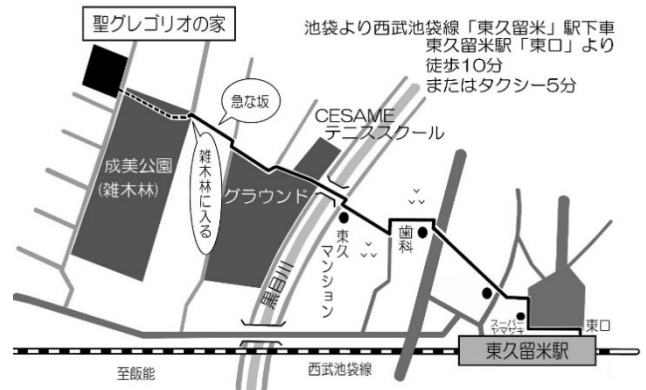 聖グレゴリオの家
池袋より西武池袋線「東久留米」駅下車
東久留米駅「東口」より
徒歩10分
またはタクシー5分
急な坂
CESAME
テニススクール
成美公園
(雑木林)
雑木林に入る
グラウンド
東久
マンション
歯科
黒目川
スーパー
ヤマザキ
東口
東久留米駅
至飯能
西武池袋線